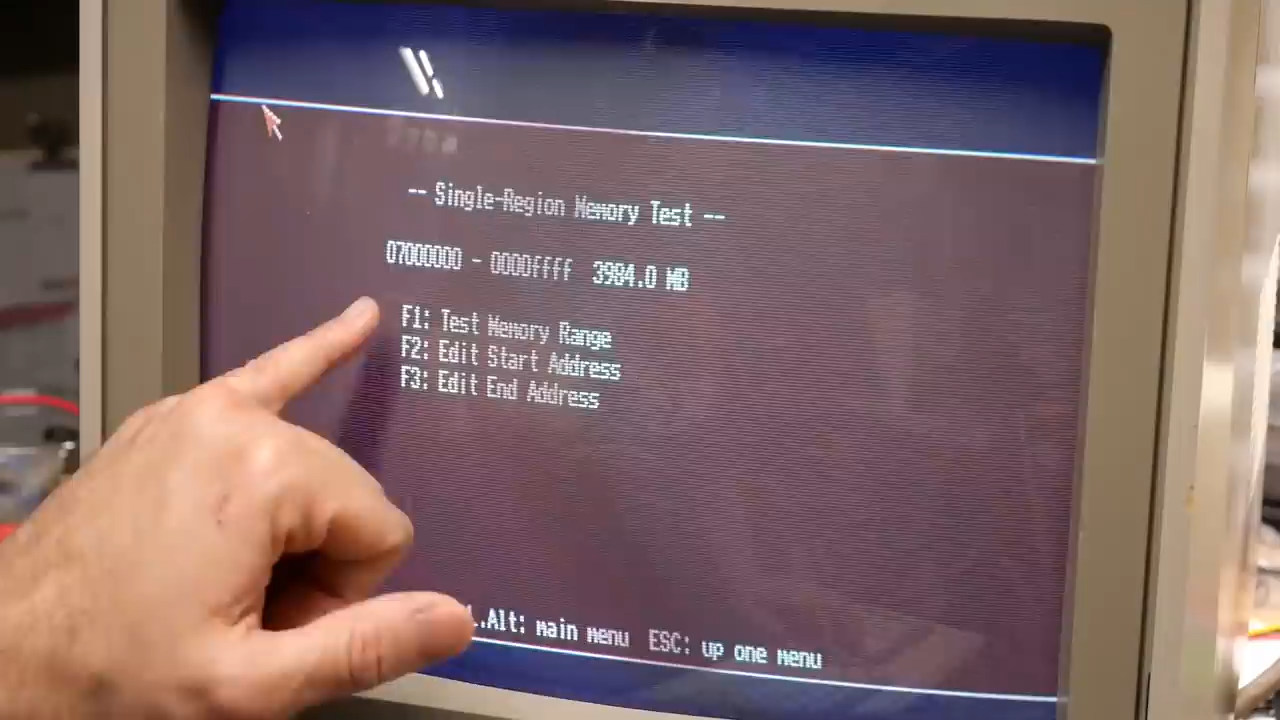 -- Single-Region Memory Test --
07000000 - 0000ffff 3984.0 MB
F1: Test Memory Range
F2: Edit Start Address
F3: Edit End Address
.Alt: main menu ESC: up one menu